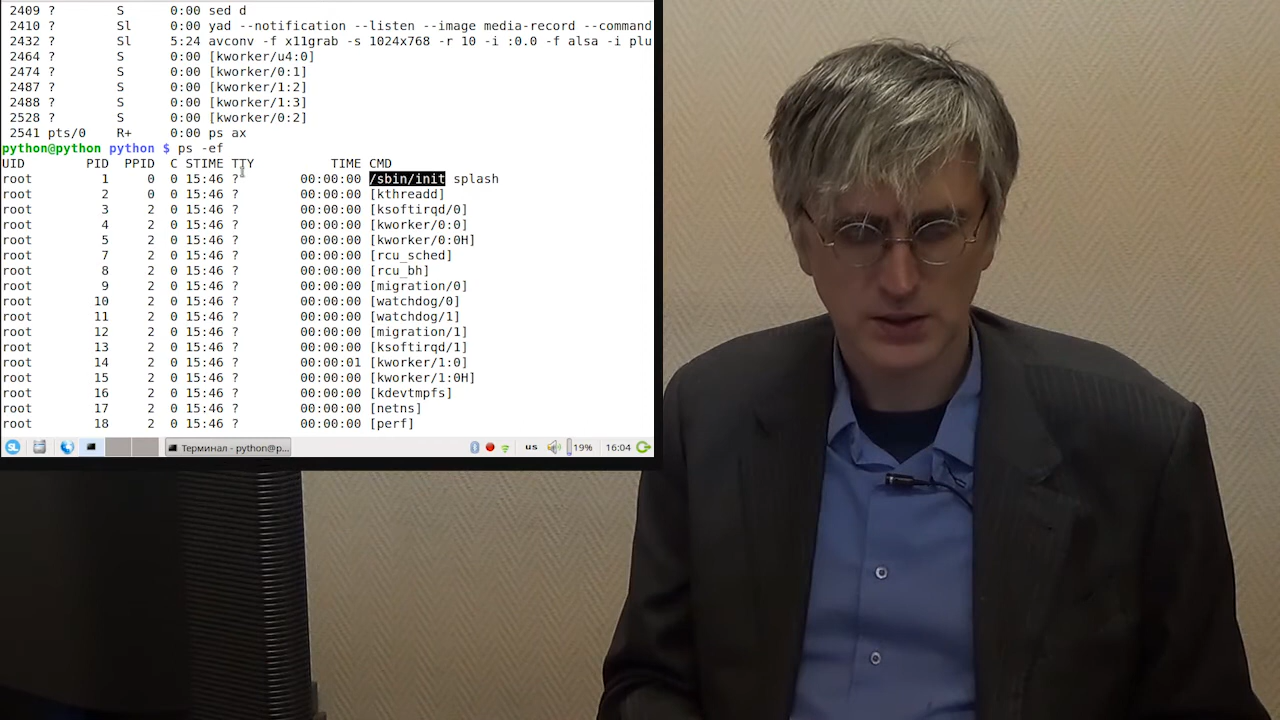 2409 ? S 0:00 sed d
2410 ? Sl 0:00 yad --notification --listen --image media-record --command
2432 ? Sl 5:24 avconv -f x11grab -s 1024x768 -r 10 -i :0.0 -f alsa -i plu
2464 ? S 0:00 [kworker/u4:0]
2474 ? S 0:00 [kworker/0:1]
2487 ? S 0:00 [kworker/1:2]
2488 ? S 0:00 [kworker/1:3]
2528 ? S 0:00 [kworker/0:2]
2541 pts/0 R+ 0:00 ps ax
python@python python $ ps -ef
UID PID PPID C STIME TTY TIME CMD
root 1 0 0 15:46 ? 00:00:00 /sbin/init splash
root 2 0 0 15:46 ? 00:00:00 [kthreadd]
root 3 2 0 15:46 ? 00:00:00 [ksoftirqd/0]
root 4 2 0 15:46 ? 00:00:00 [kworker/0:0]
root 5 2 0 15:46 ? 00:00:00 [kworker/0:0H]
root 7 2 0 15:46 ? 00:00:00 [rcu_sched]
root 8 2 0 15:46 ? 00:00:00 [rcu_bh]
root 9 2 0 15:46 ? 00:00:00 [migration/0]
root 10 2 0 15:46 ? 00:00:00 [watchdog/0]
root 11 2 0 15:46 ? 00:00:00 [watchdog/1]
root 12 2 0 15:46 ? 00:00:00 [migration/1]
root 13 2 0 15:46 ? 00:00:00 [ksoftirqd/1]
root 14 2 0 15:46 ? 00:00:01 [kworker/1:0]
root 15 2 0 15:46 ? 00:00:00 [kworker/1:0H]
root 16 2 0 15:46 ? 00:00:00 [kdevtmpfs]
root 17 2 0 15:46 ? 00:00:00 [netns]
root 18 2 0 15:46 ? 00:00:00 [perf]
SL Терминал - python@p... us 19% 16:04